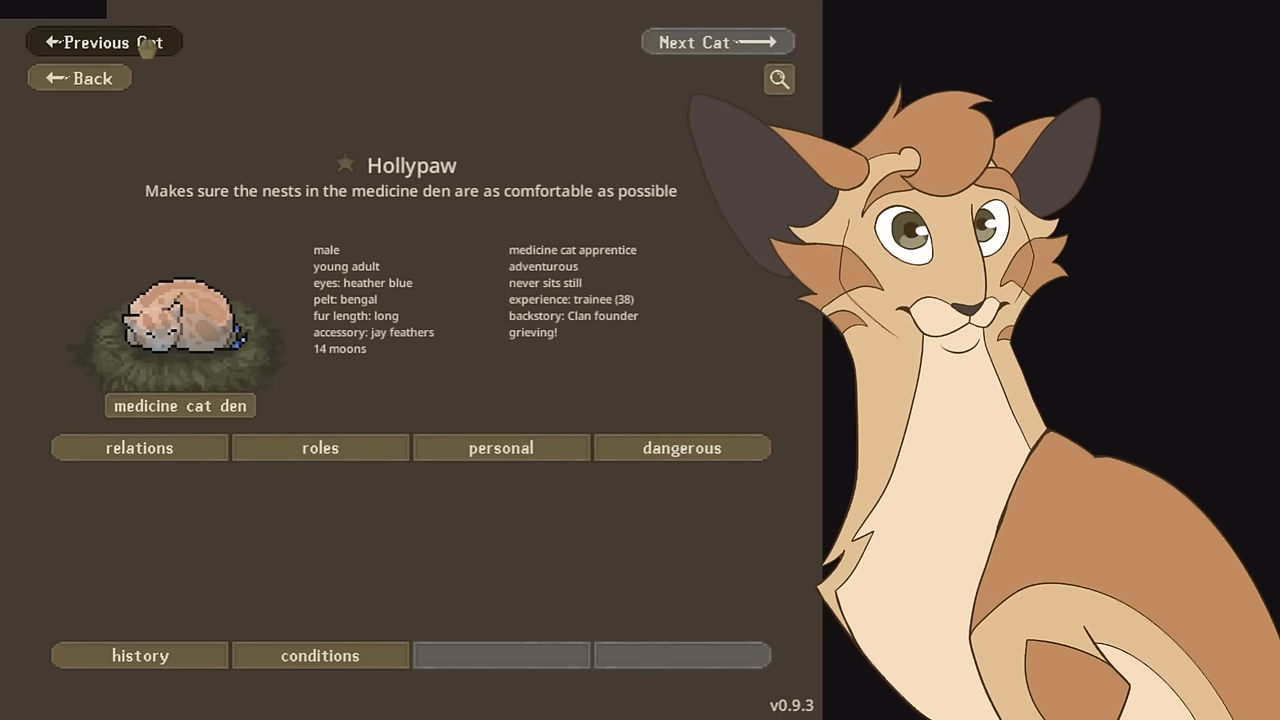 Previous Cat
Next Cat
Back
Hollypaw
Makes sure the nests in the medicine den are as comfortable as possible
male
young adult
eyes: heather blue
pelt: bengal
fur length: long
accessory: jay feathers
14 moons
medicine cat apprentice
adventurous
never sits still
experience: trainee (38)
backstory: Clan founder
grieving!
medicine cat den
relations
roles
personal
dangerous
history
conditions
v0.9.3